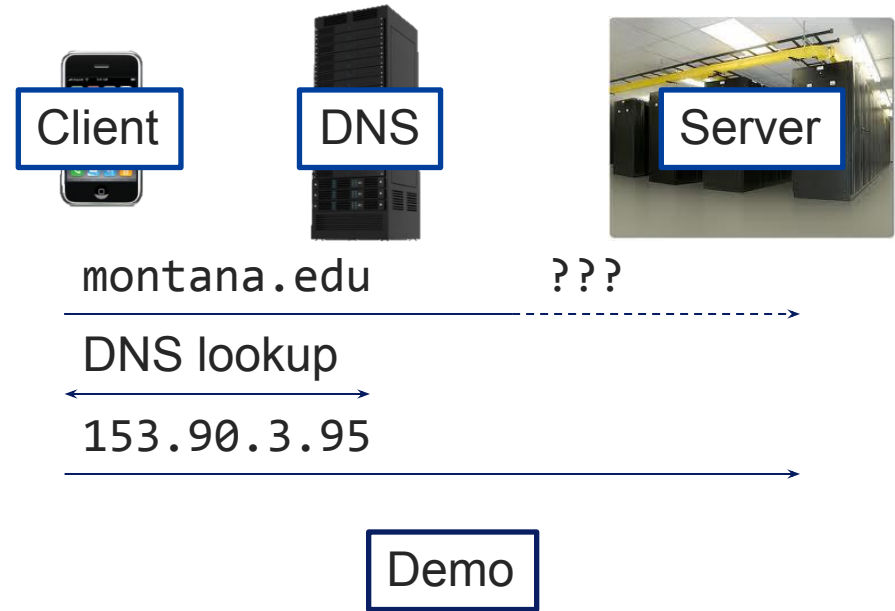 Client
DNS
Server
montana.edu ???
DNS lookup
153.90.3.95
Demo